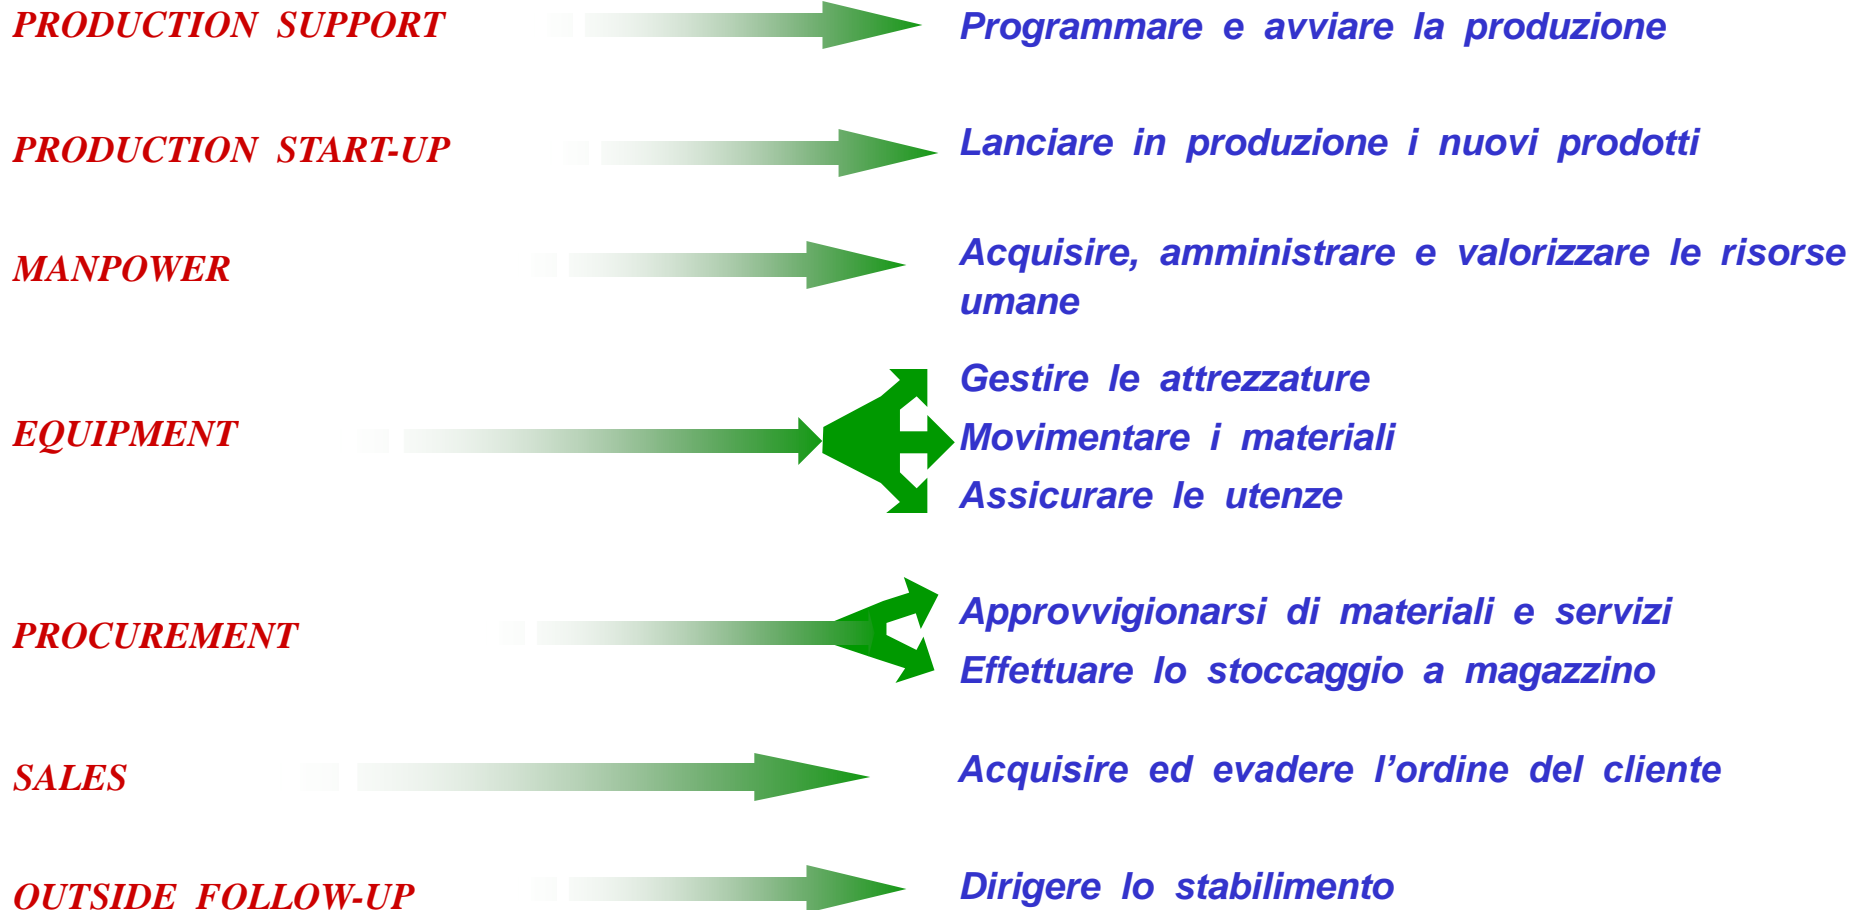 PRODUCTION SUPPORT
Programmare e avviare la produzione
PRODUCTION START-UP
Lanciare in produzione i nuovi prodotti
MANPOWER
Acquisire, amministrare e valorizzare le risorse
umane
EQUIPMENT
Gestire le attrezzature
Movimentare i materiali
Assicurare le utenze
PROCUREMENT
Approvvigionarsi di materiali e servizi
Effettuare lo stoccaggio a magazzino
SALES
Acquisire ed evadere l’ordine del cliente
OUTSIDE FOLLOW-UP
Dirigere lo stabilimento